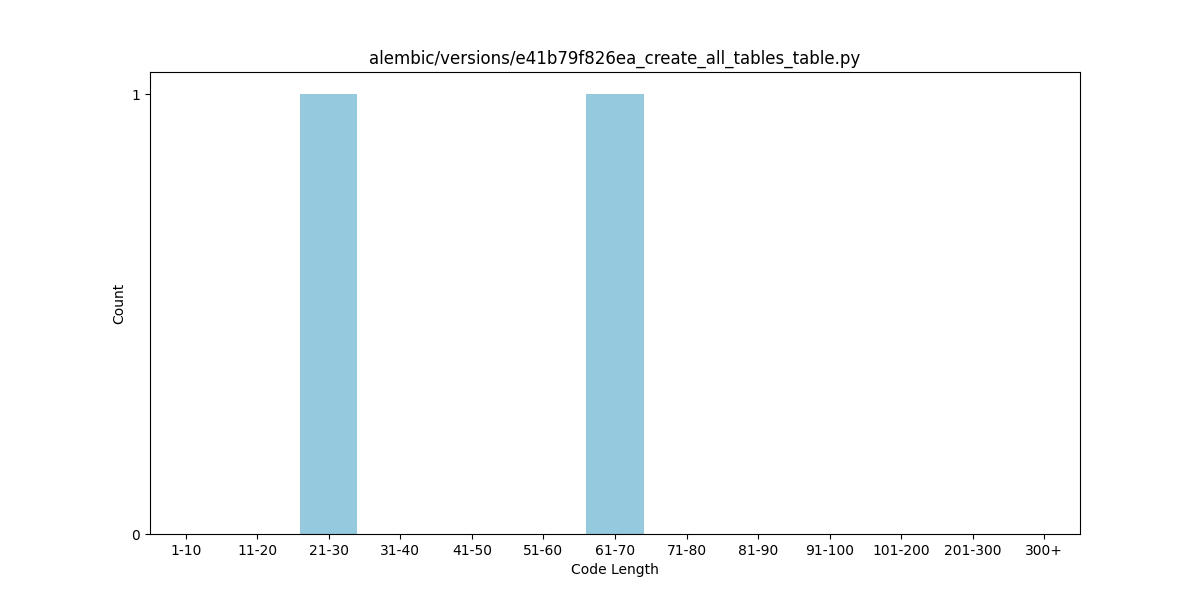 alembic/versions/e41b79f826ea_create_all_tables_table.py
1
Count
0
1-10 11-20 21-30 31-40 41-50 51-60 61-70 71-80 81-90 91-100 101-200 201-300 300+
Code Length